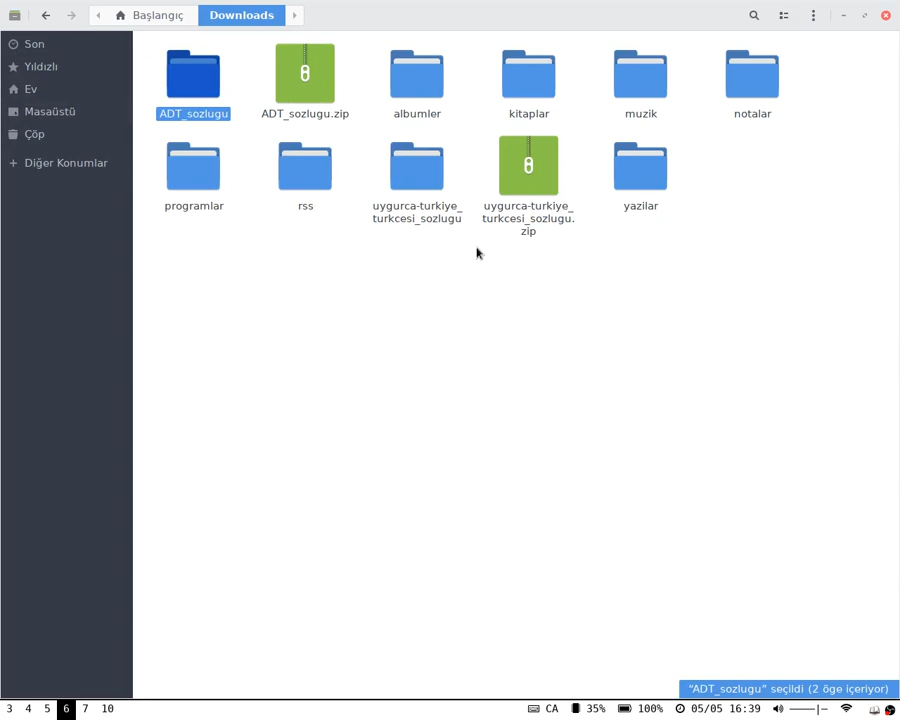 Başlangıç
Downloads
Son
Yıldızlı
Ev
Masaüstü
Çöp
Diğer Konumlar
ADT_sozlugu
ADT_sozlugu.zip
albumler
kitaplar
muzik
notalar
programlar
rss
uygurca-turkiye_
turkcesi_sozlugu
uygurca-turkiye_
turkcesi_sozlugu.
zip
yazilar
“ADT_sozlugu” seçildi (2 öge içeriyor)
3 4 5 6 7 10
CA 35% 100% 05/05 16:39